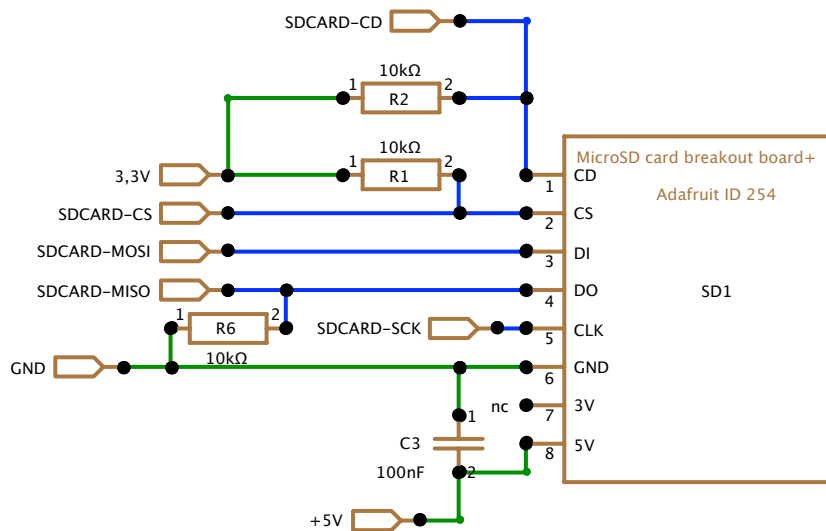 SDCARD-CD
10kΩ
1
2
R2
10kΩ
1
2
R1
3,3V
MicroSD card breakout board+
Adafruit ID 254
1
CD
SDCARD-CS
2
CS
SDCARD-MOSI
3
DI
SDCARD-MISO
4
DO
SD1
1
2
R6
10kΩ
SDCARD-SCK
5
CLK
GND
6
GND
nc
7
3V
1
C3
100nF
2
8
5V
+5V